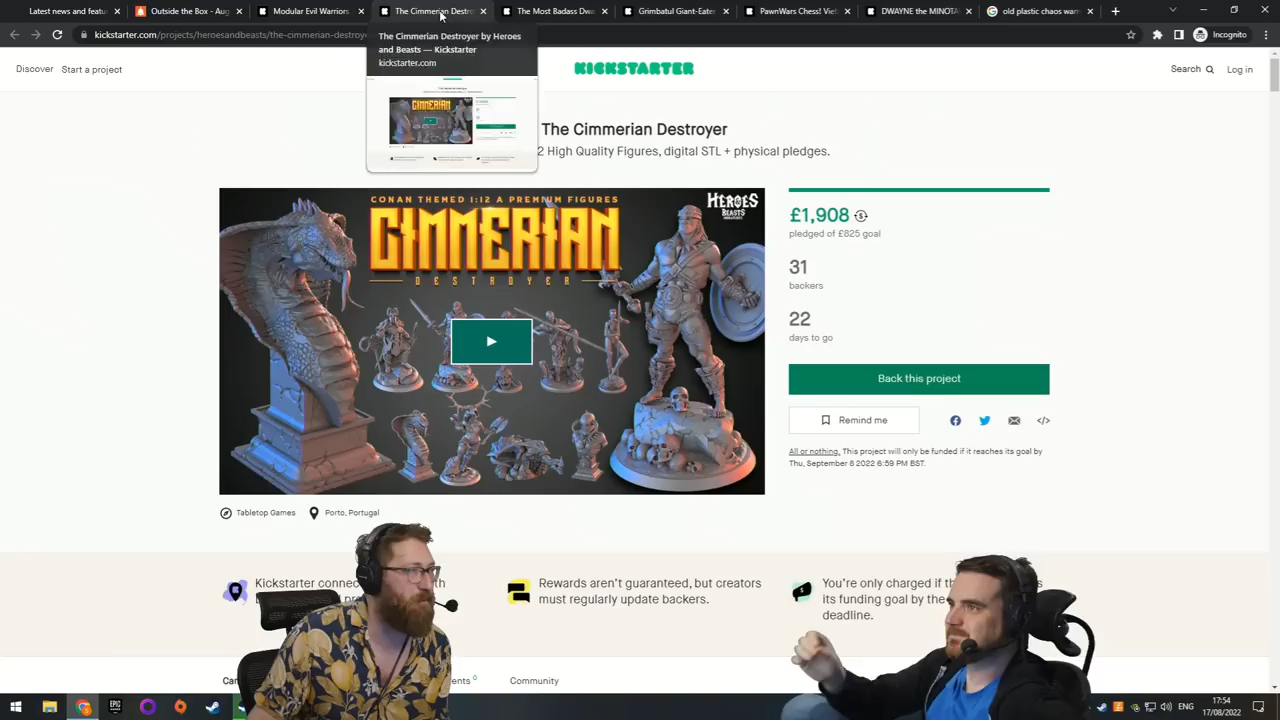 Latest news and featu
Outside the Box - Aug
Modular Evil Warriors
The Cimmerian Destro
The Most Badass Dwa
Grimbatul Giant-Eater
PawnWars Chess! Viet
DWAYNE the MINOTA
old plastic chaos warr
kickstarter.com/projects/heroesandbeasts/the-cimmerian-destroy
Incognito
The Cimmerian Destroyer by Heroes
and Beasts — Kickstarter
kickstarter.com
Discover
Start a project
KICKSTARTER
Search
Log in
The Cimmerian Destroyer
2 High Quality Figures, digital STL + physical pledges.
CONAN THEMED 1:12 A PREMIUM FIGURES
CIMMERIAN
DESTROYER
HEROES
BEASTS
£1,908
pledged of £825 goal
31
backers
22
days to go
Back this project
Remind me
All or nothing. This project will only be funded if it reaches its goal by
Thu, September 8 2022 6:59 PM BST.
Tabletop Games
Porto, Portugal
Kickstarter connec
Rewards aren't guaranteed, but creators
must regularly update backers.
You're only charged if th
its funding goal by the
deadline.
Community
ENG
17:54
17/08/2022